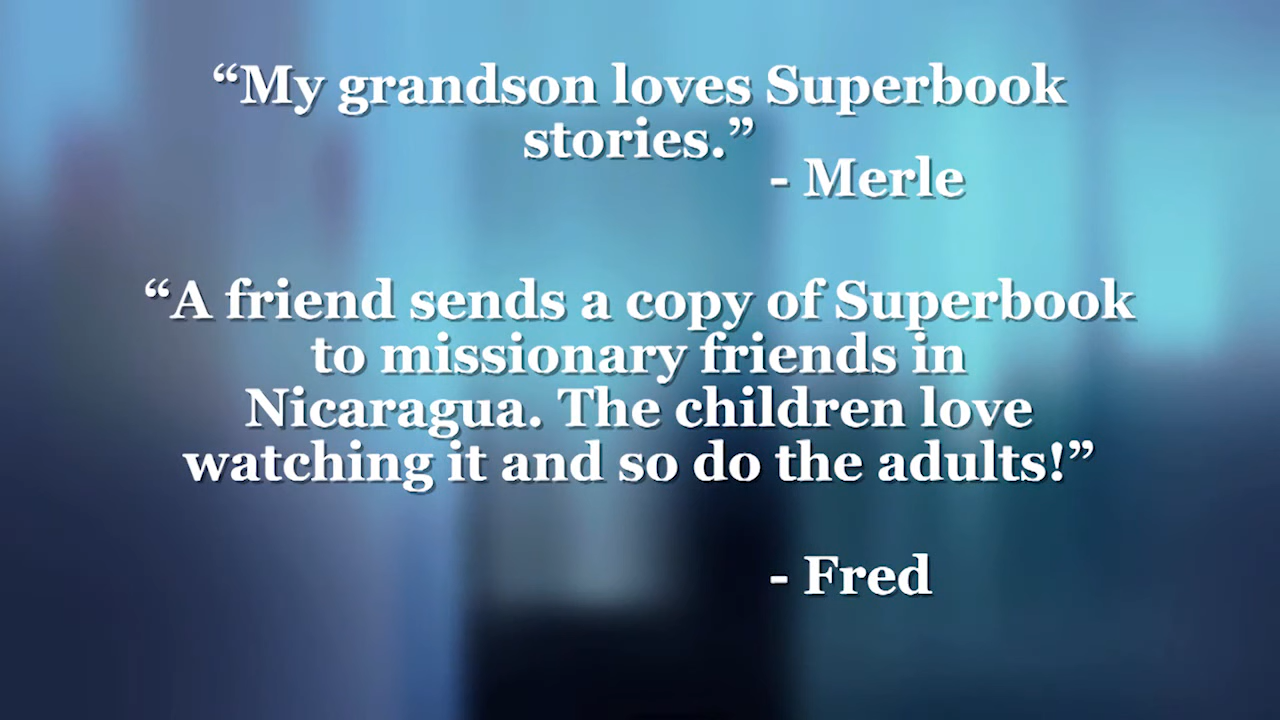 “My grandson loves Superbook
stories.”
- Merle
“A friend sends a copy of Superbook
to missionary friends in
Nicaragua. The children love
watching it and so do the adults!”
- Fred